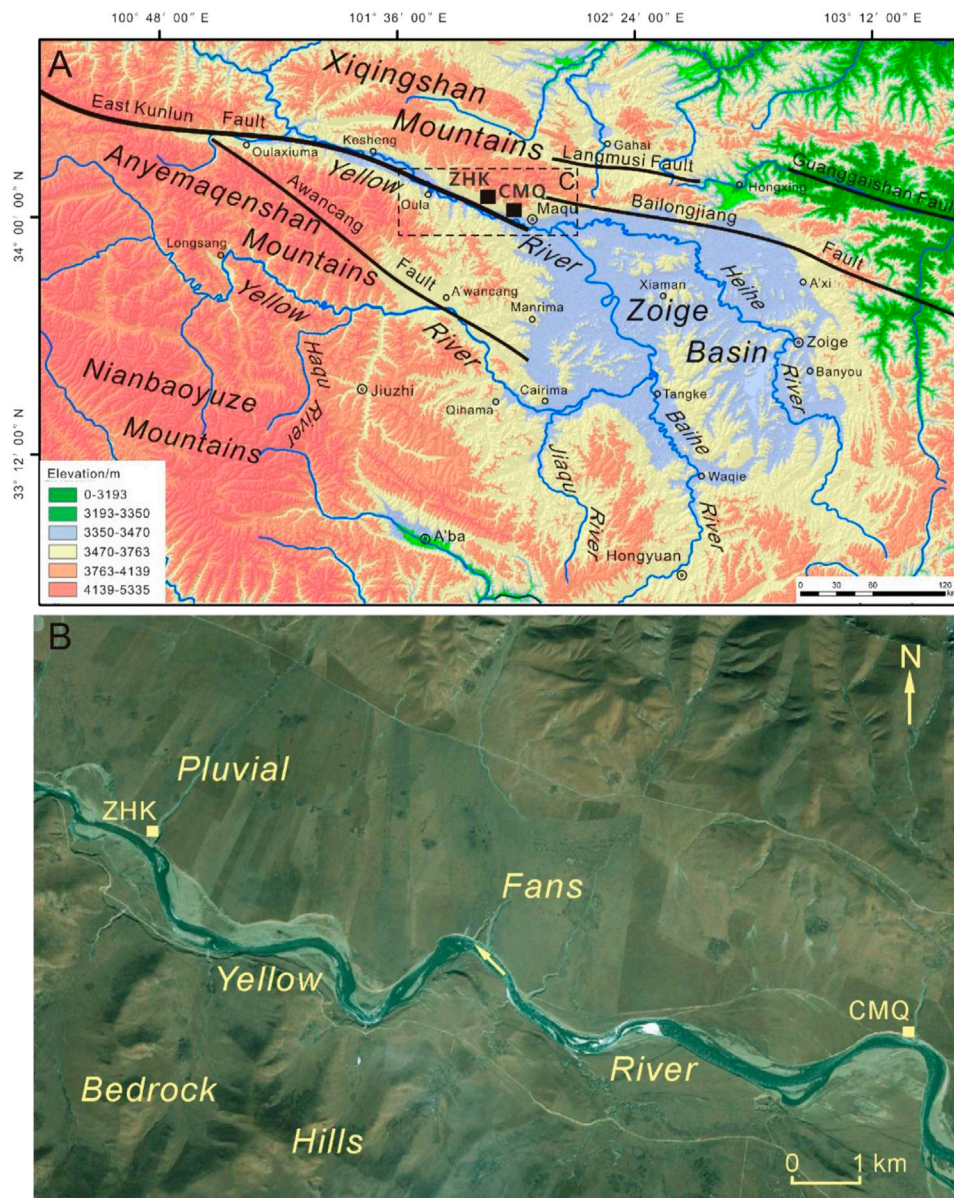 100°48′00″E 101°36′00″E 102°24′00″E 103°12′00″E
A
Xiqingshan
Mountains
East Kunlun Fault
Oulaxiuma
Kesheng
Gahai
Langmusi Fault
Guanggaishan Fault
Hongxing
Anyemaqenshan
Mountains
Awancang
Fault
Yellow
River
ZHK
CMQ
C
Oula
Maqu
Bailongjiang
Fault
34°00′00″N
Longsang
Yellow
River
A'wancang
Manrima
Xiaman
Heihe
River
A'xi
Zoige
Basin
Zoige
Banyou
Nianbaoyuze
Mountains
Haqu
River
Jiuzhi
Qihama
Cairima
Tangke
Baihe
River
Waqie
Jiaqu
River
33°12′00″N
Hongyuan
A'ba
Elevation/m
0-3193
3193-3350
3350-3470
3470-3763
3763-4139
4139-5335
0 15 30 60 90 120
B
N
Pluvial
ZHK
Fans
Yellow
CMQ
River
Bedrock
Hills
0 1 km